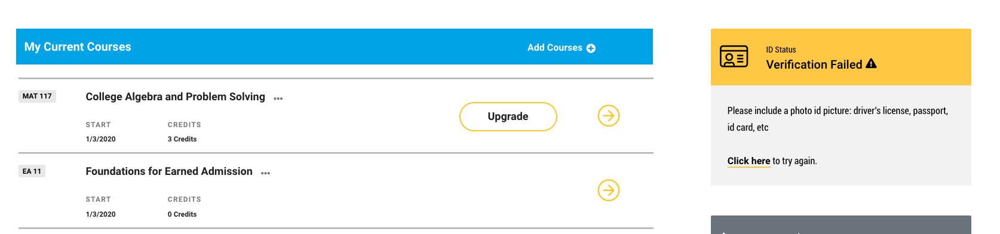 My Current Courses
Add Courses
MAT 117
College Algebra and Problem Solving
START
CREDITS
1/3/2020
3 Credits
Upgrade
EA 11
Foundations for Earned Admission
START
CREDITS
1/3/2020
0 Credits
ID Status
Verification Failed
Please include a photo id picture: driver's license, passport,
id card, etc
Click here to try again.